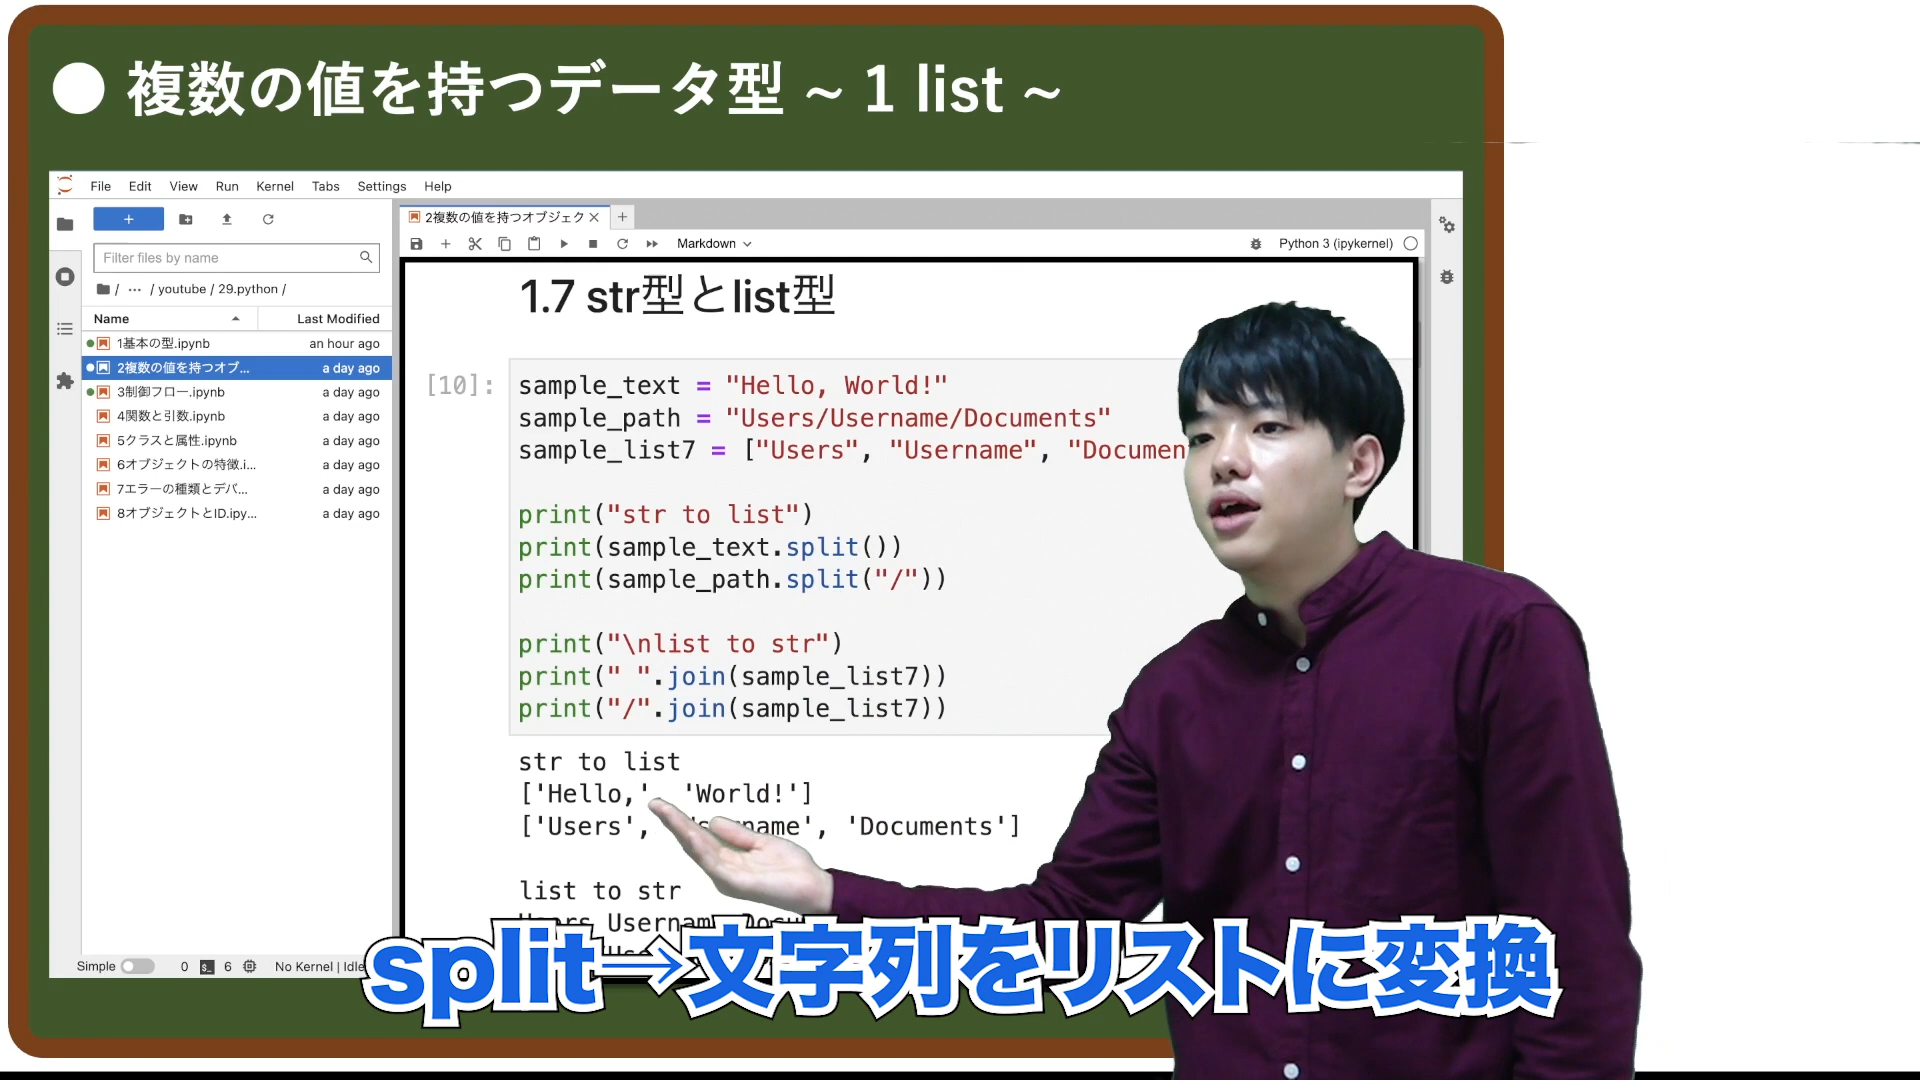 ● 複数の値を持つデータ型 ~ 1 list ~
File Edit View Run Kernel Tabs Settings Help
+
2複数の値を持つオブジェク × +
Markdown
Python 3 (ipykernel)
Filter files by name
/ ··· / youtube / 29.python /
Name Last Modified
1基本の型.ipynb an hour ago
2複数の値を持つオブ... a day ago
3制御フロー.ipynb a day ago
4関数と引数.ipynb a day ago
5クラスと属性.ipynb a day ago
6オブジェクトの特徴.i... a day ago
7エラーの種類とデバ... a day ago
8オブジェクトとID.ipy... a day ago
1.7 str型とlist型
[10]:
sample_text = "Hello, World!"
sample_path = "Users/Username/Documents"
sample_list7 = ["Users", "Username", "Documen
print("str to list")
print(sample_text.split())
print(sample_path.split("/"))
print("\nlist to str")
print(" ".join(sample_list7))
print("/".join(sample_list7))
str to list
['Hello,' 'World!']
['Users', name', 'Documents']
list to str
Users Username
Simple 0 $_ 6 No Kernel | Idle
split→文字列をリストに変換